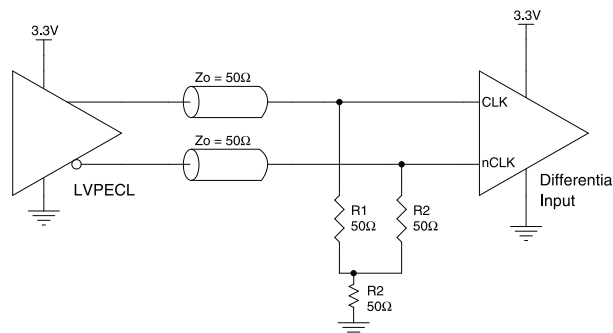 3.3V
3.3V
Zo = 50Ω
CLK
Zo = 50Ω
nCLK
LVPECL
Differentia
Input
R1
50Ω
R2
50Ω
R2
50Ω